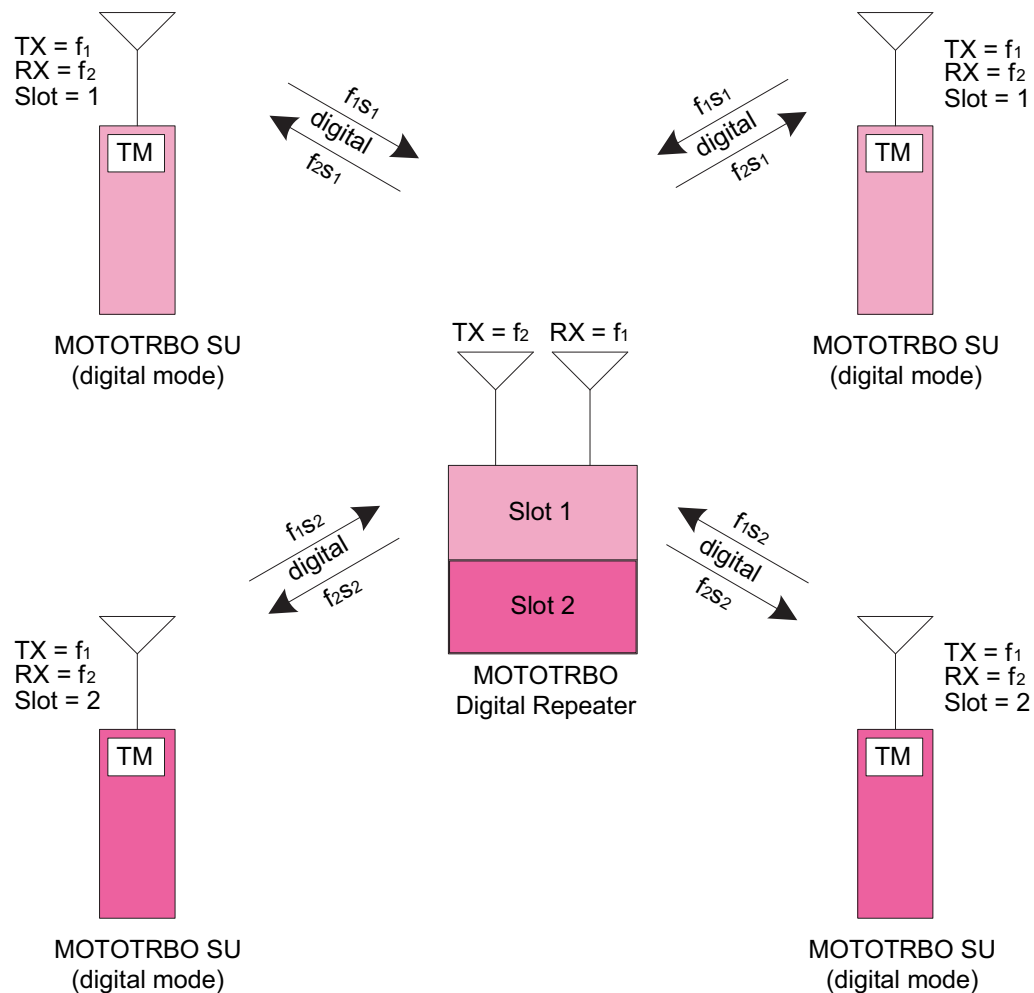 TX = f1
RX = f2
Slot = 1
TM
MOTOTRBO SU
(digital mode)
f1s1
digital
f2s1
f1s1
digital
f2s1
TX = f1
RX = f2
Slot = 1
TM
MOTOTRBO SU
(digital mode)
TX = f2
RX = f1
Slot 1
Slot 2
MOTOTRBO
Digital Repeater
f1s2
digital
f2s2
f1s2
digital
f2s2
TX = f1
RX = f2
Slot = 2
TM
MOTOTRBO SU
(digital mode)
TX = f1
RX = f2
Slot = 2
TM
MOTOTRBO SU
(digital mode)